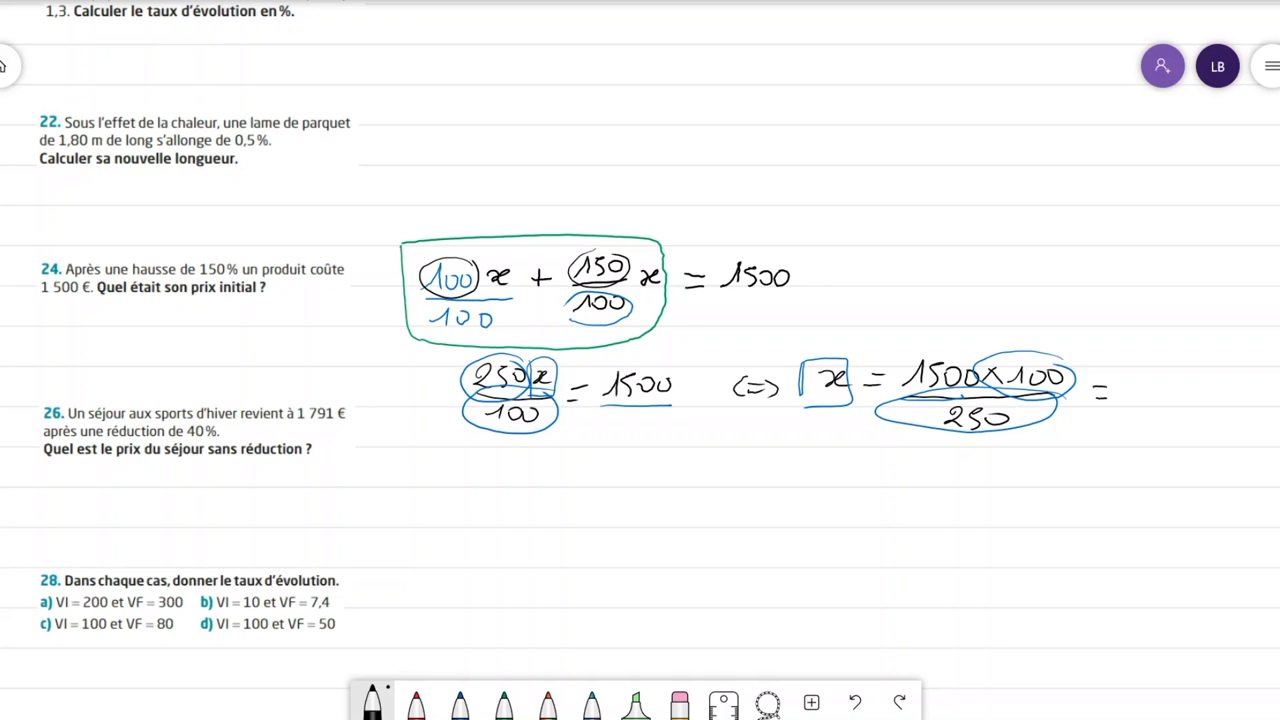 1,3. Calculer le taux d'évolution en %.
LB
22. Sous l'effet de la chaleur, une lame de parquet
de 1,80 m de long s'allonge de 0,5 %.
Calculer sa nouvelle longueur.
24. Après une hausse de 150 % un produit coûte
1 500 €. Quel était son prix initial ?
100/100 x + 150/100 x = 1500
250x/100 = 1500 <=> x = 1500 × 100/250 =
26. Un séjour aux sports d'hiver revient à 1 791 €
après une réduction de 40 %.
Quel est le prix du séjour sans réduction ?
28. Dans chaque cas, donner le taux d'évolution.
a) VI = 200 et VF = 300 b) VI = 10 et VF = 7,4
c) VI = 100 et VF = 80 d) VI = 100 et VF = 50